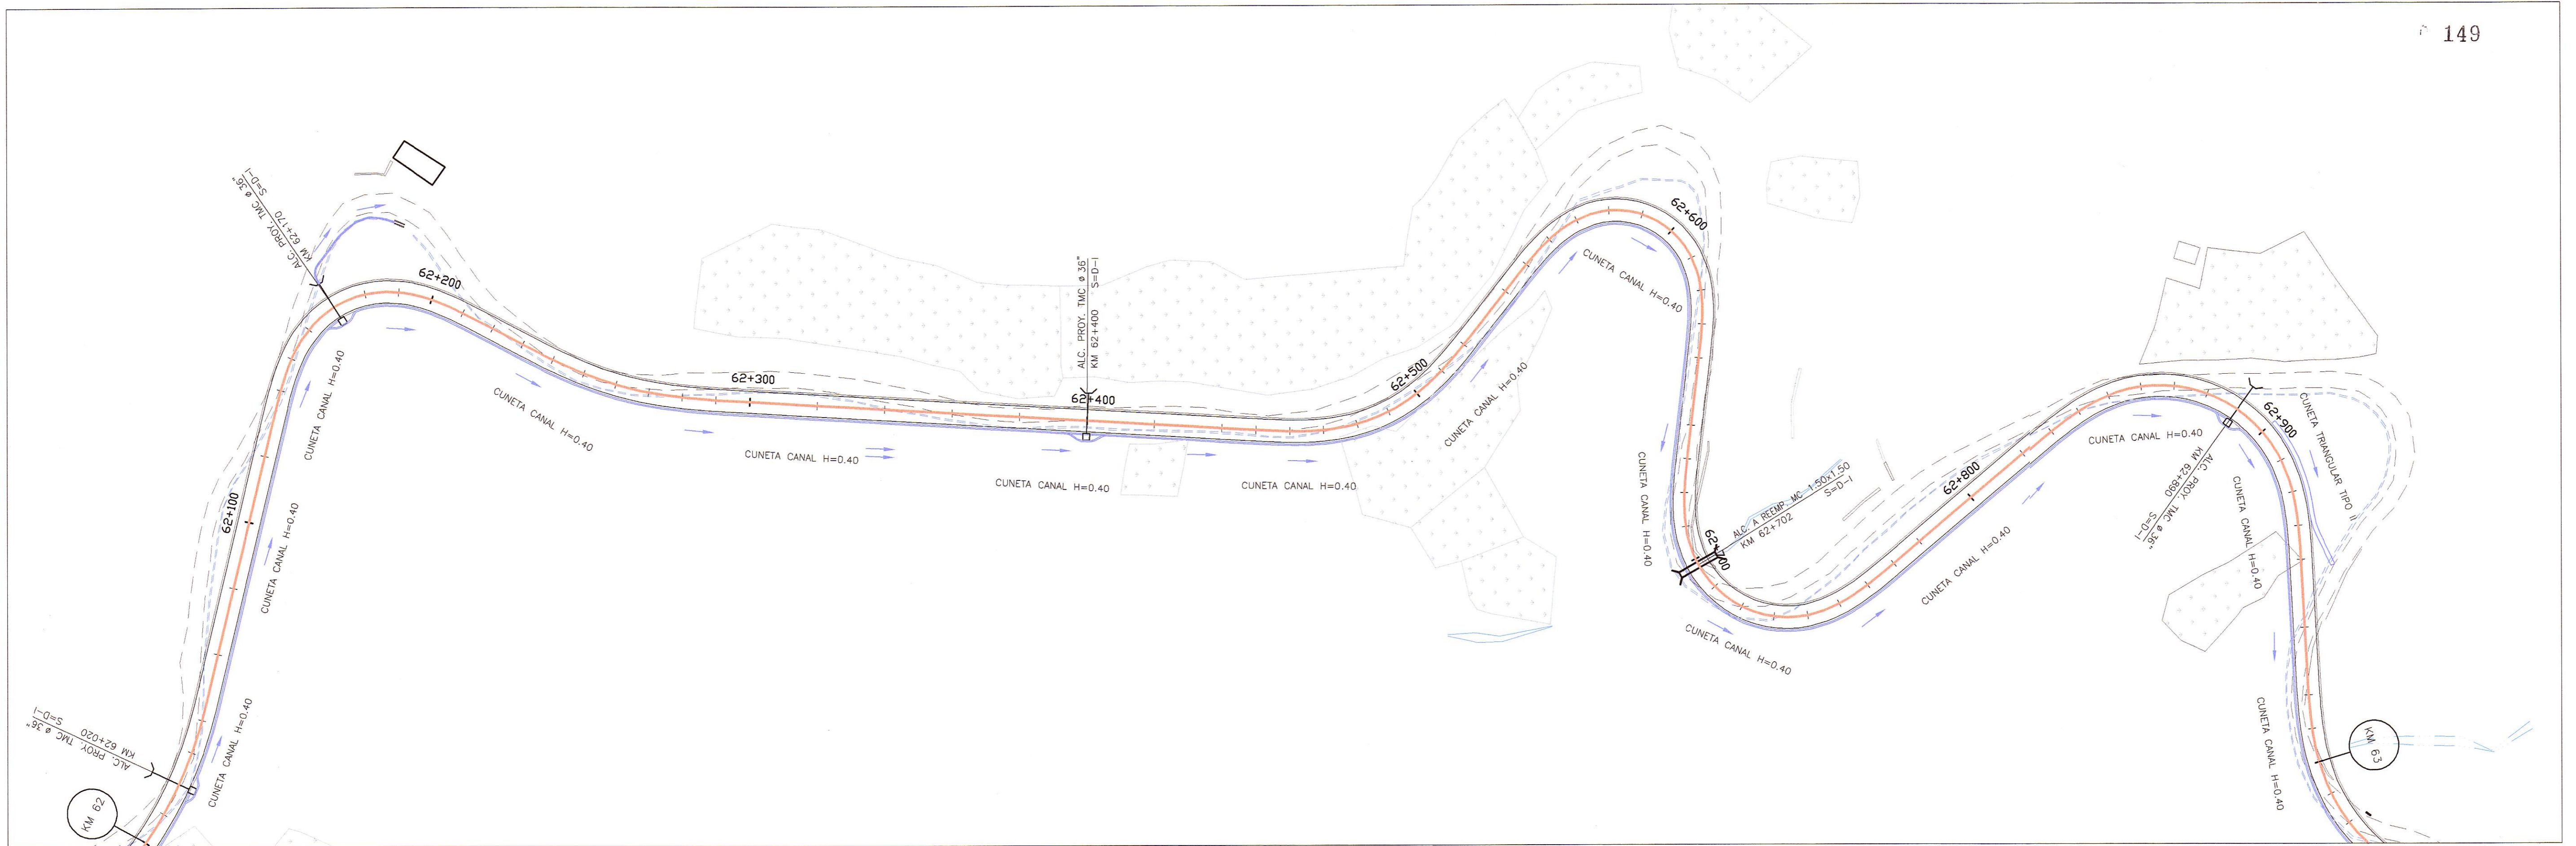 149
KM 62
ALC. PROY. TMC ø 36"
KM 62+020 S=D-I
CUNETA CANAL H=0.40
62+100
CUNETA CANAL H=0.40
CUNETA CANAL H=0.40
ALC. PROY. TMC ø 36"
KM 62+170 S=D-I
62+200
CUNETA CANAL H=0.40
62+300
CUNETA CANAL H=0.40
ALC. PROY. TMC ø 36"
KM 62+400 S=D-I
62+400
CUNETA CANAL H=0.40
CUNETA CANAL H=0.40
62+500
CUNETA CANAL H=0.40
62+600
CUNETA CANAL H=0.40
CUNETA CANAL H=0.40
62+700
ALC. A REEMP. MC 1.50x1.50
KM 62+702 S=D-I
CUNETA CANAL H=0.40
62+800
CUNETA CANAL H=0.40
CUNETA CANAL H=0.40
ALC. PROY. TMC ø 36"
KM 62+890 S=D-I
62+900
CUNETA TRIANGULAR TIPO II
CUNETA CANAL H=0.40
CUNETA CANAL H=0.40
KM 63